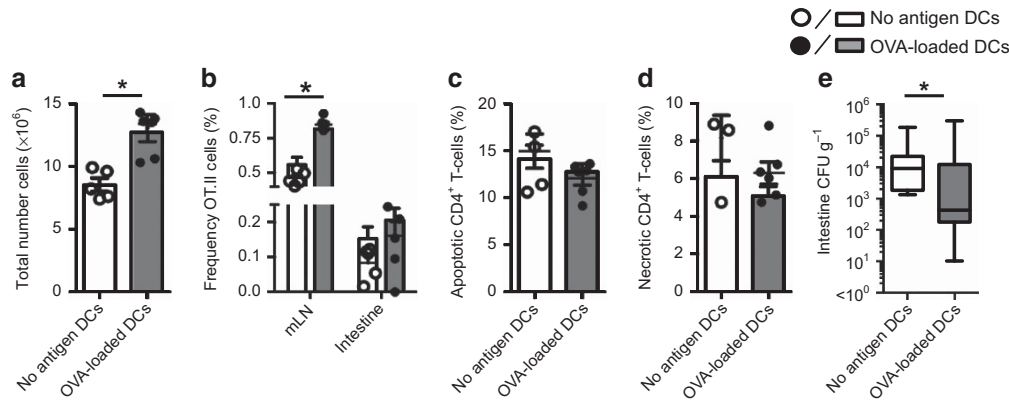 No antigen DCs
OVA-loaded DCs
a
Total number cells (×10⁶)
15
10
5
0
*
No antigen DCs
OVA-loaded DCs
b
Frequency OT.II cells (%)
1.0
0.75
0.5
0.2
0.1
0.0
*
mLN
Intestine
c
Apoptotic CD4⁺ T-cells (%)
20
15
10
5
0
No antigen DCs
OVA-loaded DCs
d
Necrotic CD4⁺ T-cells (%)
10
8
6
4
2
0
No antigen DCs
OVA-loaded DCs
e
Intestine CFU g⁻¹
10⁶
10⁵
10⁴
10³
10²
10¹
<10⁰
*
No antigen DCs
OVA-loaded DCs